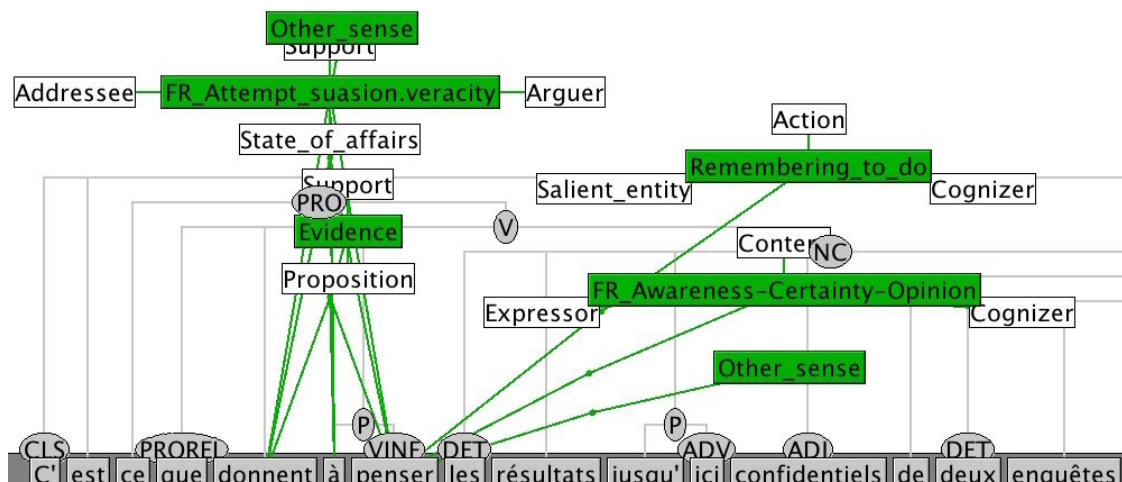 Other_sense
Support
Addressee FR_Attempt_suasion.veracity Arguer
Action
State_of_affairs
Remembering_to_do
Support Salient_entity Cognizer
PRO
V
Evidence
NC
Proposition
FR_Awareness-Certainty-Opinion
Expressor Cognizer
Other_sense
P P
CLS PROREL VINF DET ADV ADJ DET
C' est ce que donnent à penser les résultats jusqu' ici confidentiels de deux enquêtes